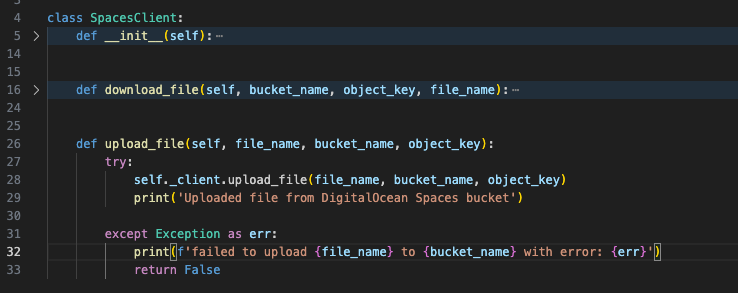 4 class SpacesClient:
5 > def __init__(self): ⋯
14
15
16 > def download_file(self, bucket_name, object_key, file_name): ⋯
24
25
26 def upload_file(self, file_name, bucket_name, object_key):
27 try:
28 self._client.upload_file(file_name, bucket_name, object_key)
29 print('Uploaded file from DigitalOcean Spaces bucket')
30
31 except Exception as err:
32 print(f'failed to upload {file_name} to {bucket_name} with error: {err}')
33 return False